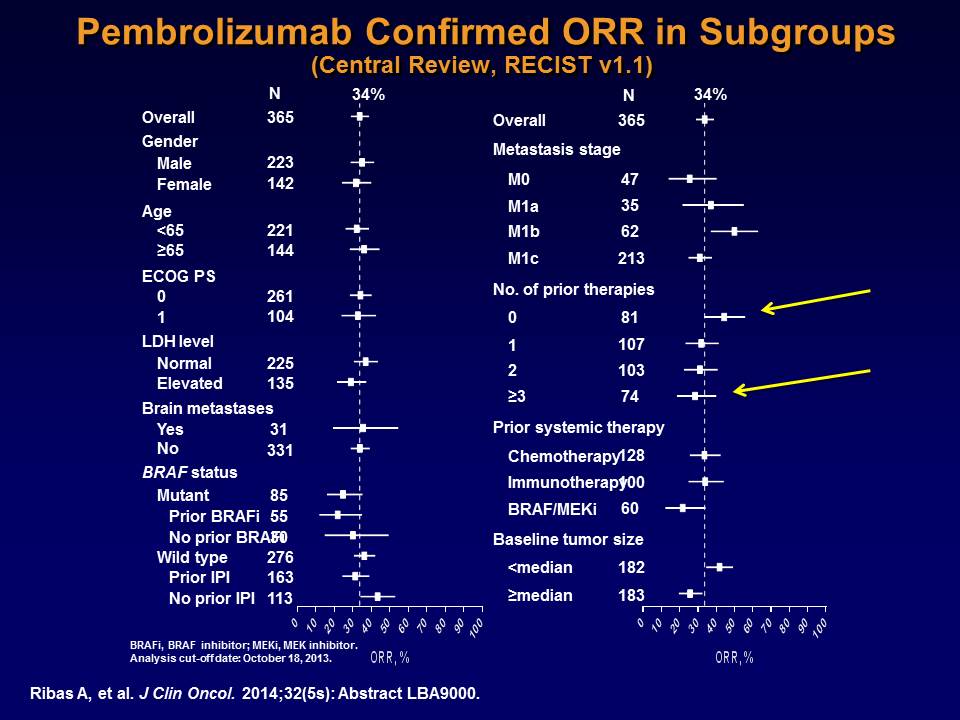 Pembrolizumab Confirmed ORR in Subgroups
(Central Review, RECIST v1.1)
N 34%
Overall 365
Gender
Male 223
Female 142
Age
<65 221
≥65 144
ECOG PS
0 261
1 104
LDH level
Normal 225
Elevated 135
Brain metastases
Yes 31
No 331
BRAF status
Mutant 85
Prior BRAFi 55
No prior BRAFi 30
Wild type 276
Prior IPI 163
No prior IPI 113
0 10 20 30 40 50 60 70 80 90 100
ORR, %
N 34%
Overall 365
Metastasis stage
M0 47
M1a 35
M1b 62
M1c 213
No. of prior therapies
0 81
1 107
2 103
≥3 74
Prior systemic therapy
Chemotherapy 128
Immunotherapy 100
BRAF/MEKi 60
Baseline tumor size
<median 182
≥median 183
0 10 20 30 40 50 60 70 80 90 100
ORR, %
BRAFi, BRAF inhibitor; MEKi, MEK inhibitor.
Analysis cut-off date: October 18, 2013.
Ribas A, et al. J Clin Oncol. 2014;32(5s): Abstract LBA9000.